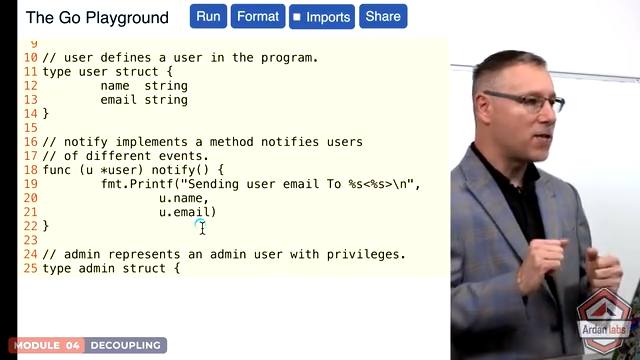 The Go Playground
Run
Format
Imports
Share
9
10 // user defines a user in the program.
11 type user struct {
12 name string
13 email string
14 }
15
16 // notify implements a method notifies users
17 // of different events.
18 func (u *user) notify() {
19 fmt.Printf("Sending user email To %s<%s>\n",
20 u.name,
21 u.email)
22 }
23
24 // admin represents an admin user with privileges.
25 type admin struct {
MODULE 04 DECOUPLING
Ardan labs